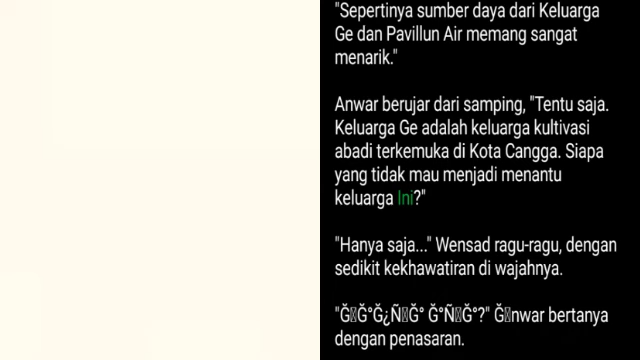 "Sepertinya sumber daya dari Keluarga
Ge dan Pavillun Air memang sangat
menarik."
Anwar berujar dari samping, "Tentu saja.
Keluarga Ge adalah keluarga kultivasi
abadi terkemuka di Kota Cangga. Siapa
yang tidak mau menjadi menantu
keluarga Ini?"
"Hanya saja..." Wensad ragu-ragu, dengan
sedikit kekhawatiran di wajahnya.
bertanya
dengan penasaran.